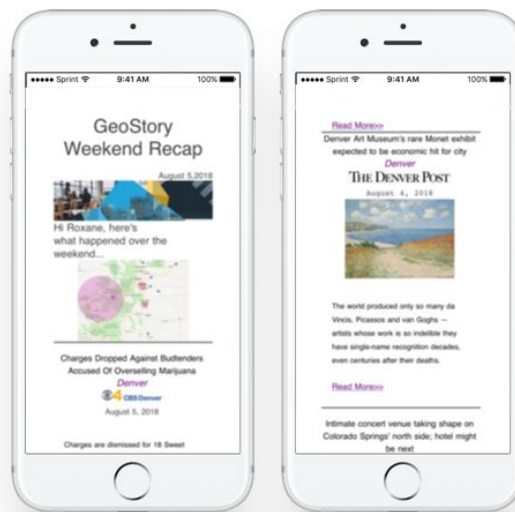 Sprint 9:41 AM 100%
GeoStory
Weekend Recap
August 5,2018
Hi Roxane, here's
what happened over the
weekend...
Charges Dropped Against Budtenders
Accused Of Overselling Marijuana
Denver
4 CBS Denver
August 5, 2018
Charges are dismissed for 18 Sweet
Sprint 9:41 AM 100%
Read More>>
Denver Art Museum's rare Monet exhibit
expected to be economic hit for city
Denver
THE DENVER POST
August 4, 2018
The world produced only so many da
Vincis, Picassos and van Goghs —
artists whose work is so indelible they
have single-name recognition decades,
even centuries after their deaths.
Read More>>
Intimate concert venue taking shape on
Colorado Springs' north side; hotel might
be next